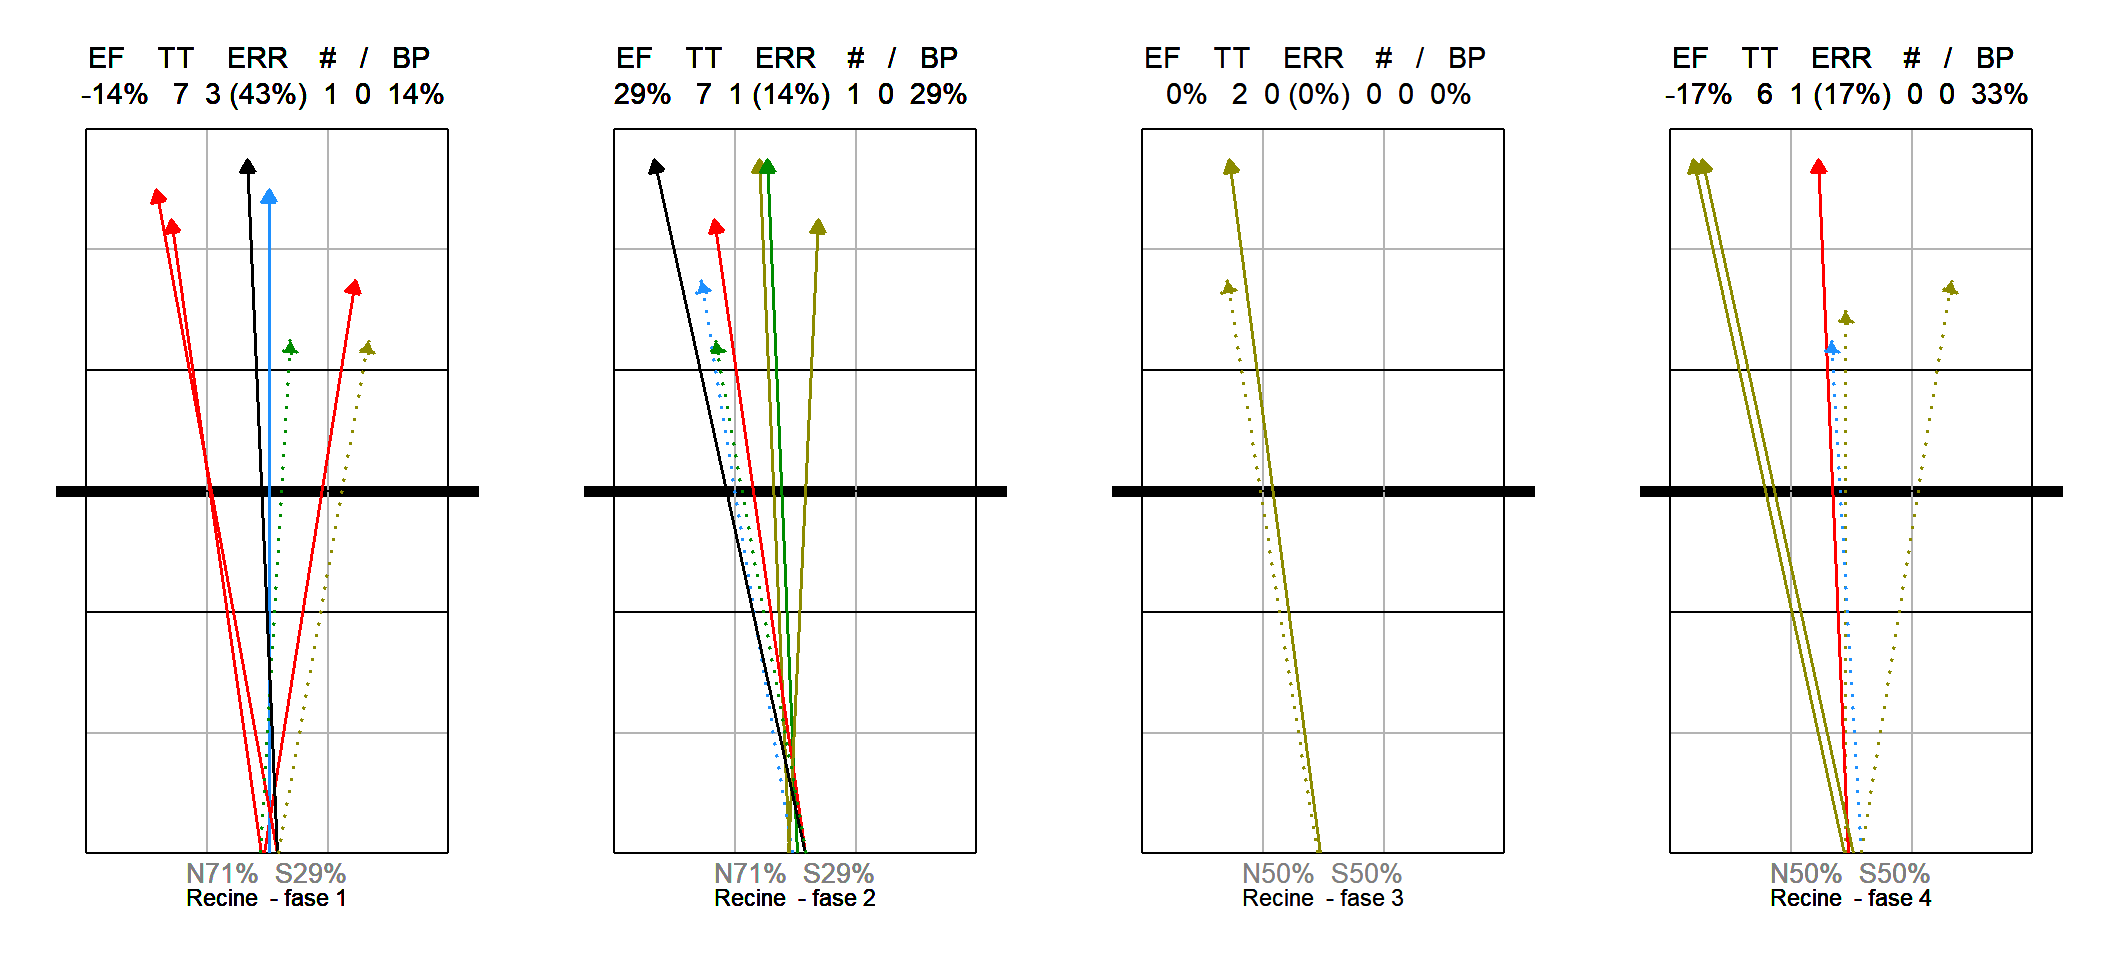 EF TT ERR # / BP
-14% 7 3 (43%) 1 0 14%
N71% S29%
Recine - fase 1
EF TT ERR # / BP
29% 7 1 (14%) 1 0 29%
N71% S29%
Recine - fase 2
EF TT ERR # / BP
0% 2 0 (0%) 0 0 0%
N50% S50%
Recine - fase 3
EF TT ERR # / BP
-17% 6 1 (17%) 0 0 33%
N50% S50%
Recine - fase 4